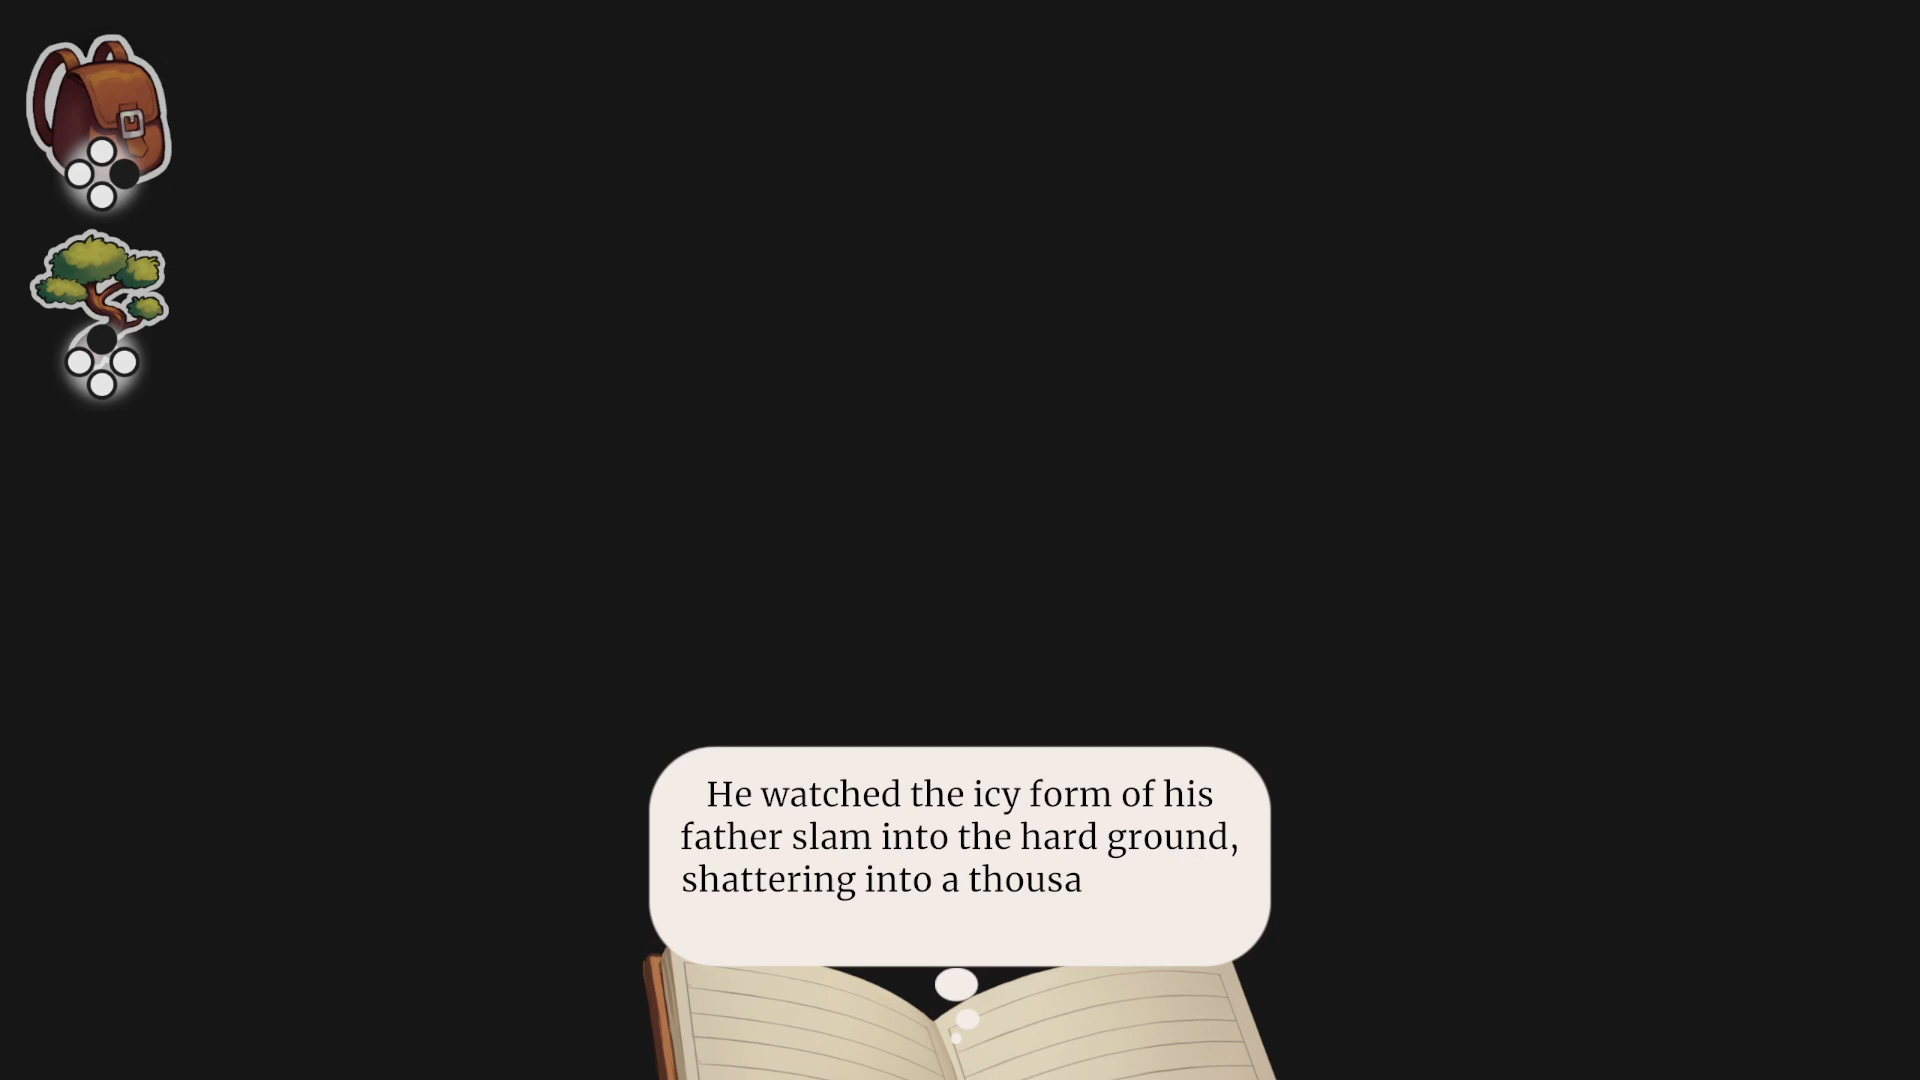 He watched the icy form of his
father slam into the hard ground,
shattering into a thousa